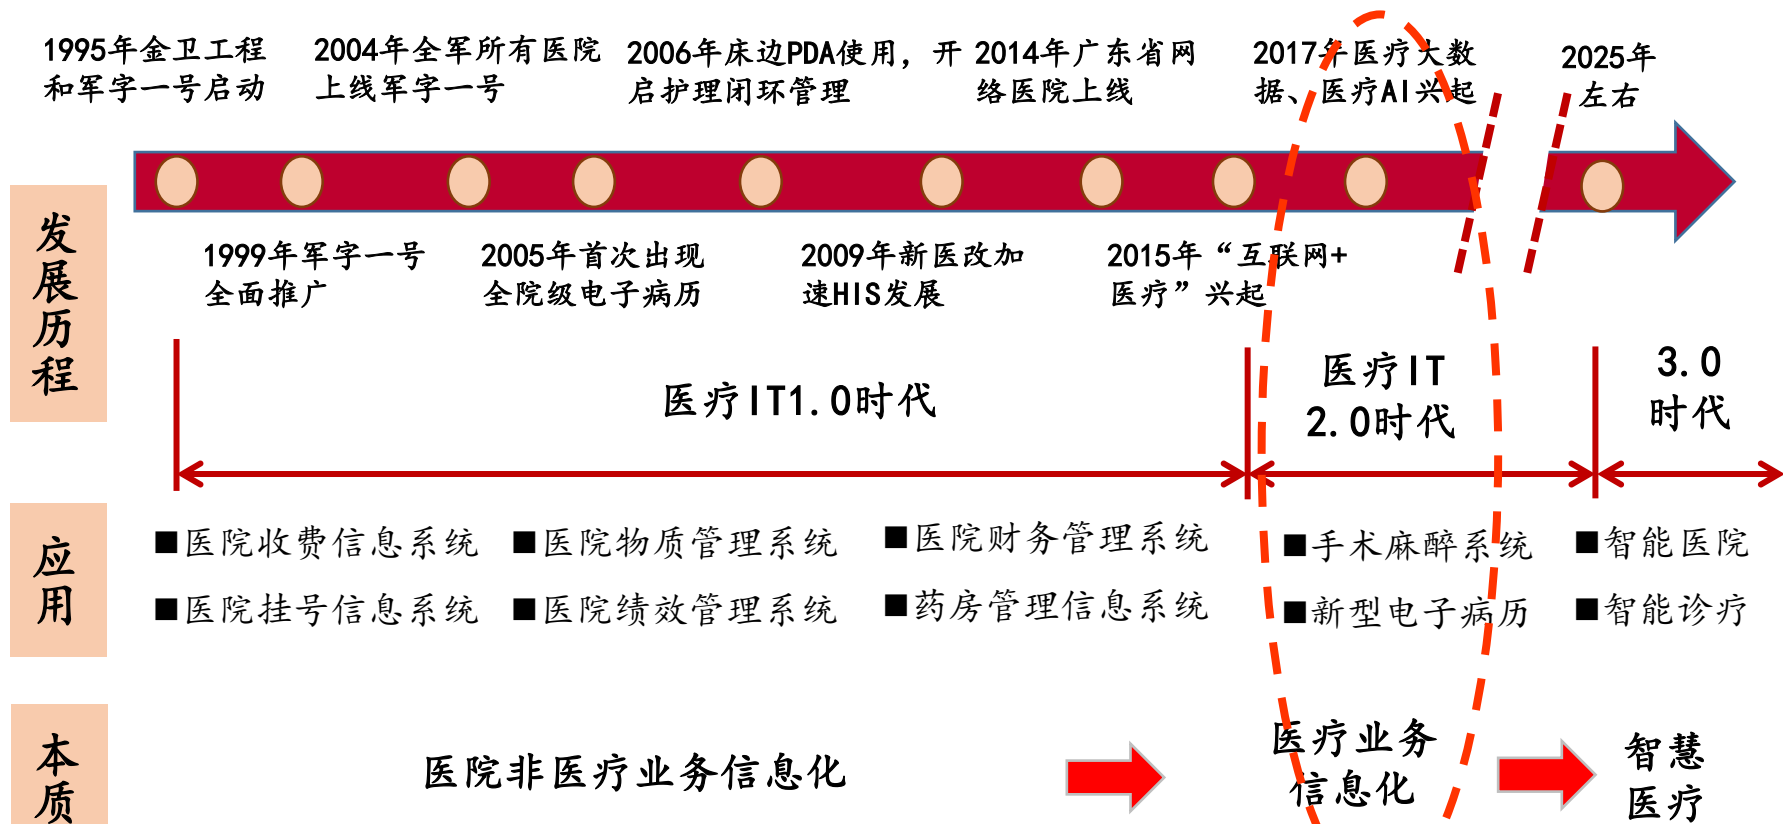 1995年金卫工程
和军字一号启动
2004年全军所有医院
上线军字一号
2006年床边PDA使用，开
启护理闭环管理
2014年广东省网
络医院上线
2017年医疗大数
据、医疗AI兴起
2025年
左右
发展历程
1999年军字一号
全面推广
2005年首次出现
全院级电子病历
2009年新医改加
速HIS发展
2015年“互联网+
医疗”兴起
医疗IT1.0时代
医疗IT
2.0时代
3.0
时代
应用
■医院收费信息系统
■医院挂号信息系统
■医院物质管理系统
■医院绩效管理系统
■医院财务管理系统
■药房管理信息系统
■手术麻醉系统
■新型电子病历
■智能医院
■智能诊疗
本质
医院非医疗业务信息化
医疗业务
信息化
智慧
医疗